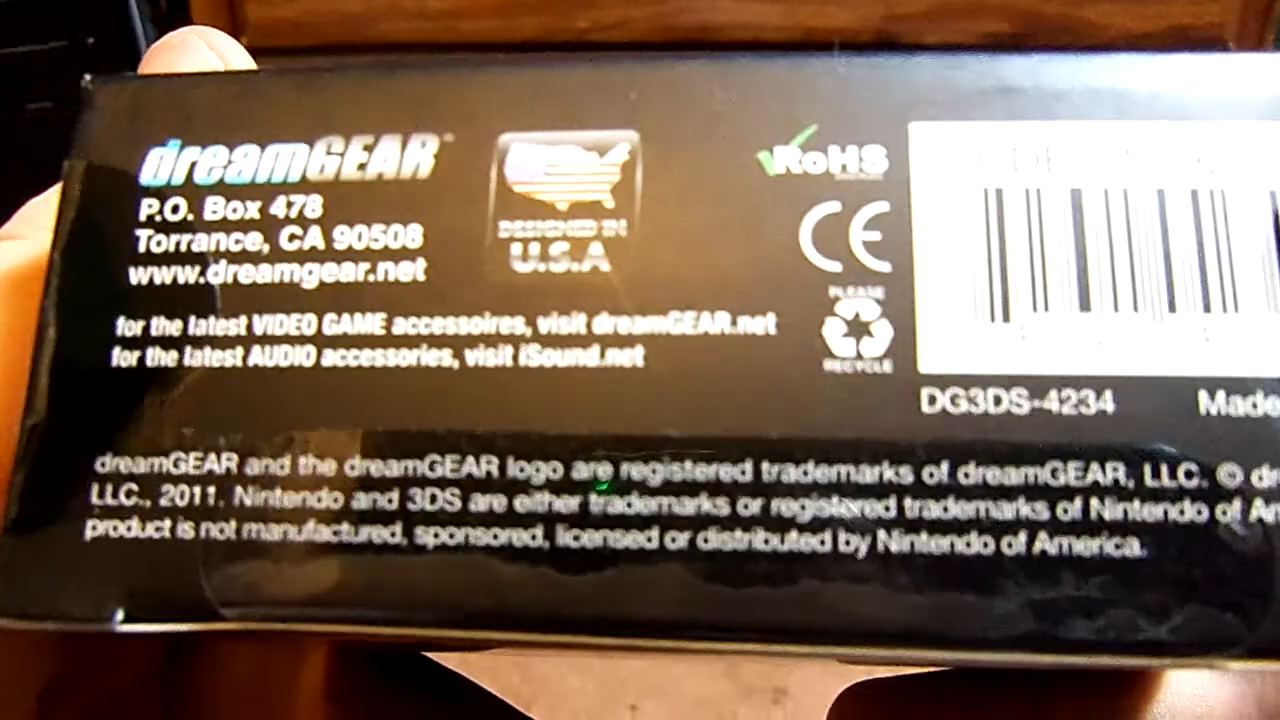 dreamGEAR™
P.O. Box 478
Torrance, CA 90508
www.dreamgear.net
DESIGNED IN
U.S.A
for the latest VIDEO GAME accessoires, visit dreamGEAR.net
for the latest AUDIO accessories, visit iSound.net
RoHS
CE
PLEASE
RECYCLE
DG3DS-4234 Made
dreamGEAR and the dreamGEAR logo are registered trademarks of dreamGEAR, LLC. © dr
LLC., 2011. Nintendo and 3DS are either trademarks or registered trademarks of Nintendo of Am
product is not manufactured, sponsored, licensed or distributed by Nintendo of America.